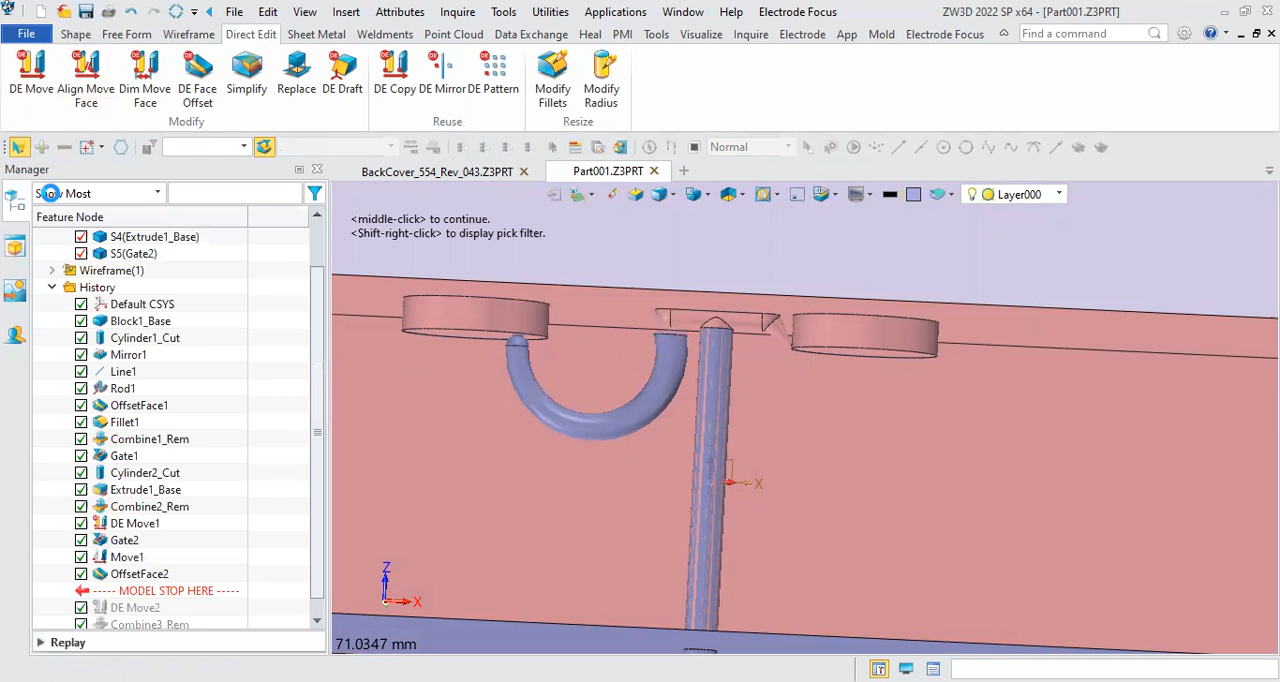 File Edit View Insert Attributes Inquire Tools Utilities Applications Window Help Electrode Focus ZW3D 2022 SP x64 - [Part001.Z3PRT]
File Shape Free Form Wireframe Direct Edit Sheet Metal Weldments Point Cloud Data Exchange Heal PMI Tools Visualize Inquire Electrode App Mold Electrode Focus Find a command
DE Move Align Move Face Dim Move Face DE Face Offset Simplify Replace DE Draft DE Copy DE Mirror DE Pattern Modify Fillets Modify Radius
Modify Reuse Resize
Normal
Manager BackCover_554_Rev_043.Z3PRT Part001.Z3PRT
Show Most Layer000
Feature Node
<middle-click> to continue.
<Shift-right-click> to display pick filter.
S4(Extrude1_Base)
S5(Gate2)
Wireframe(1)
History
Default CSYS
Block1_Base
Cylinder1_Cut
Mirror1
Line1
Rod1
OffsetFace1
Fillet1
Combine1_Rem
Gate1
Cylinder2_Cut
Extrude1_Base
Combine2_Rem
DE Move1
Gate2
Move1
OffsetFace2
----- MODEL STOP HERE -----
DE Move2
Combine3_Rem
Replay
X
Z
X
71.0347 mm